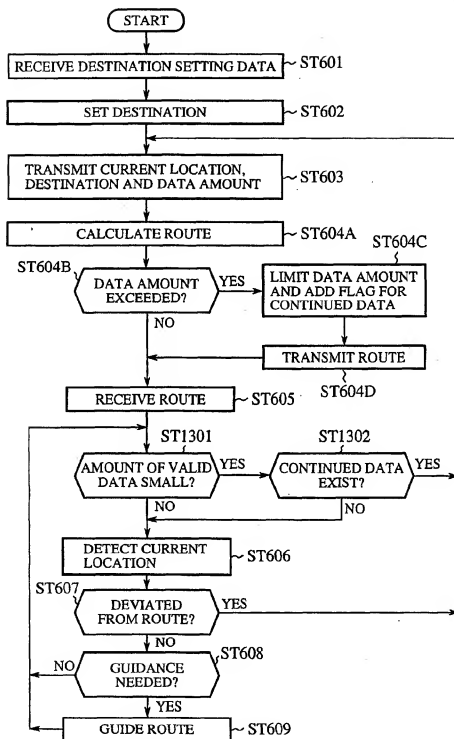 START
RECEIVE DESTINATION SETTING DATA
ST601
SET DESTINATION
ST602
TRANSMIT CURRENT LOCATION,
DESTINATION AND DATA AMOUNT
ST603
CALCULATE ROUTE
ST604A
ST604B
DATA AMOUNT
EXCEEDED?
YES
NO
ST604C
LIMIT DATA AMOUNT
AND ADD FLAG FOR
CONTINUED DATA
TRANSMIT ROUTE
ST604D
RECEIVE ROUTE
ST605
ST1301
AMOUNT OF VALID
DATA SMALL?
YES
NO
ST1302
CONTINUED DATA
EXIST?
YES
NO
DETECT CURRENT
LOCATION
ST606
ST607
DEVIATED
FROM ROUTE?
YES
NO
ST608
GUIDANCE
NEEDED?
NO
YES
GUIDE ROUTE
ST609